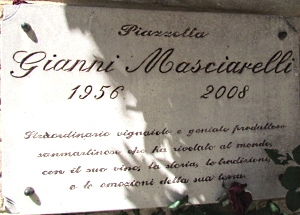 Piazzetta
Gianni Masciarelli
1956 2008
Straordinario vignaiolo e geniale produttore
sanmartinese che ha rivelato al mondo,
con il suo vino, la storia, le tradizioni
e le emozioni della sua terra.